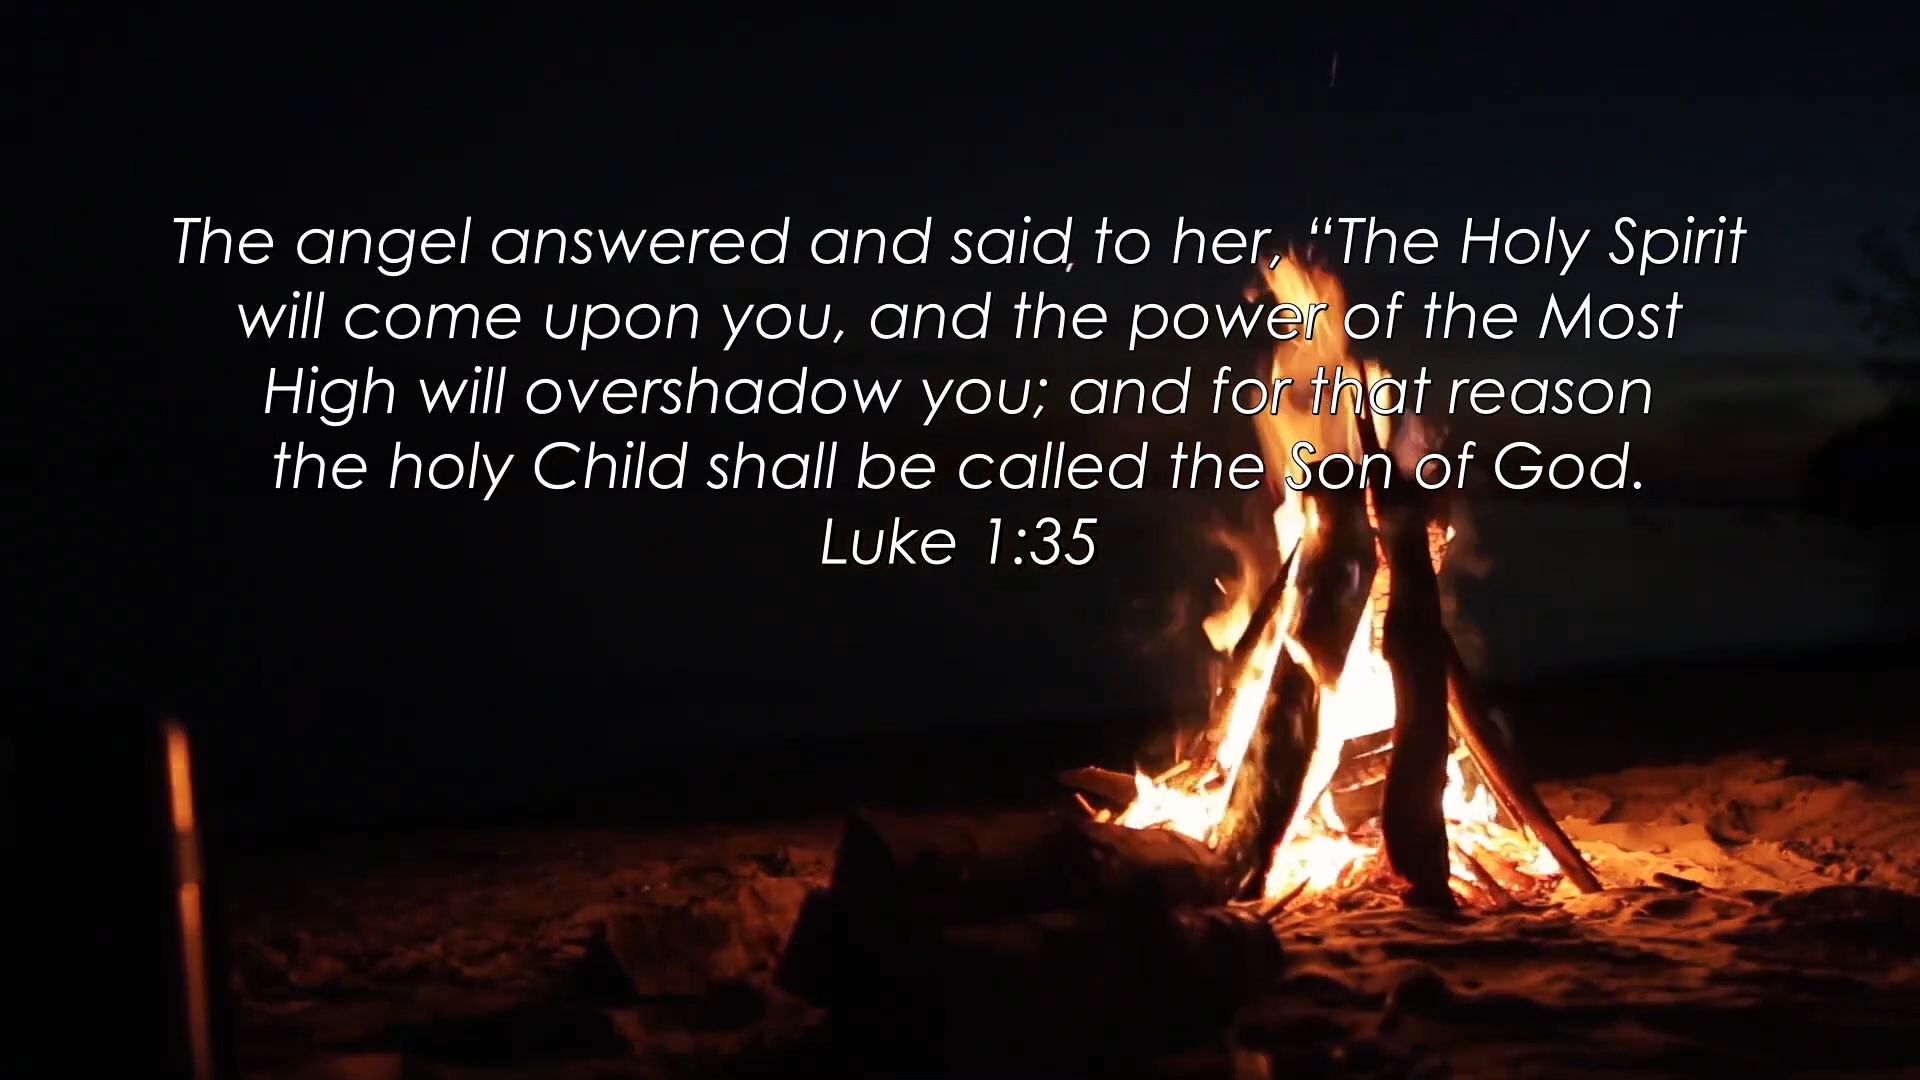 The angel answered and said to her, “The Holy Spirit
will come upon you, and the power of the Most
High will overshadow you; and for that reason
the holy Child shall be called the Son of God.
Luke 1:35